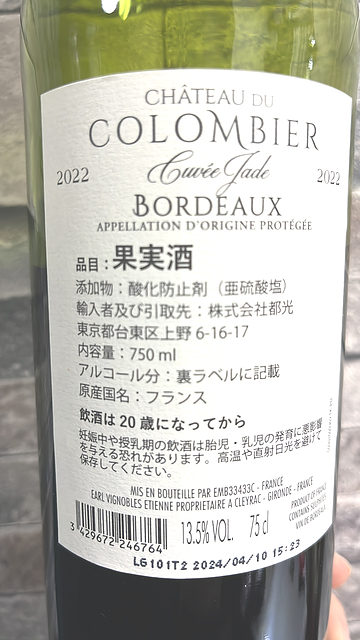 CHÂTEAU DU
COLOMBIER
Cuvée Jade
2022 2022
BORDEAUX
APPELLATION D'ORIGINE PROTÉGÉE
品目：果実酒
添加物：酸化防止剤（亜硫酸塩）
輸入者及び引取先：株式会社都光
東京都台東区上野 6-16-17
内容量：750 ml
アルコール分：裏ラベルに記載
原産国名：フランス
飲酒は 20 歳になってから
妊娠中や授乳期の飲酒は胎児・乳児の発育に悪影響
を与える恐れがあります。高温や直射日光を避けて
保存してください。
MIS EN BOUTEILLE PAR EMB33433C - FRANCE
EARL VIGNOBLES ETIENNE PROPRIETAIRE A CLEYRAC - GIRONDE - FRANCE
PRODUCT OF FRANCE
CONTAINS SULPHITES
VIN DE BORDEAUX
13.5% VOL. 75 cl
3 429672 246764
L6101T2 2024/04/10 15:23